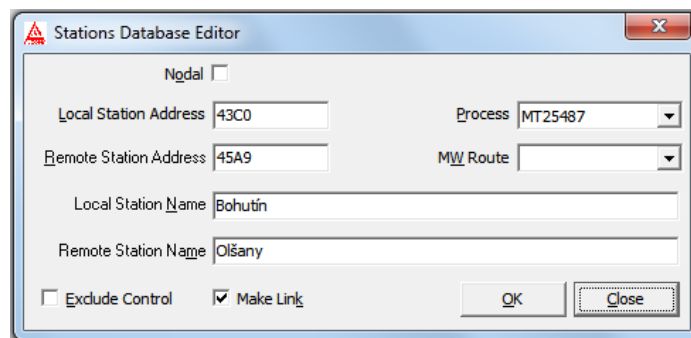 Stations Database Editor
Nodal
Local Station Address 43C0 Process MT25487
Remote Station Address 45A9 MW Route
Local Station Name Bohutín
Remote Station Name Olšany
Exclude Control Make Link OK Close